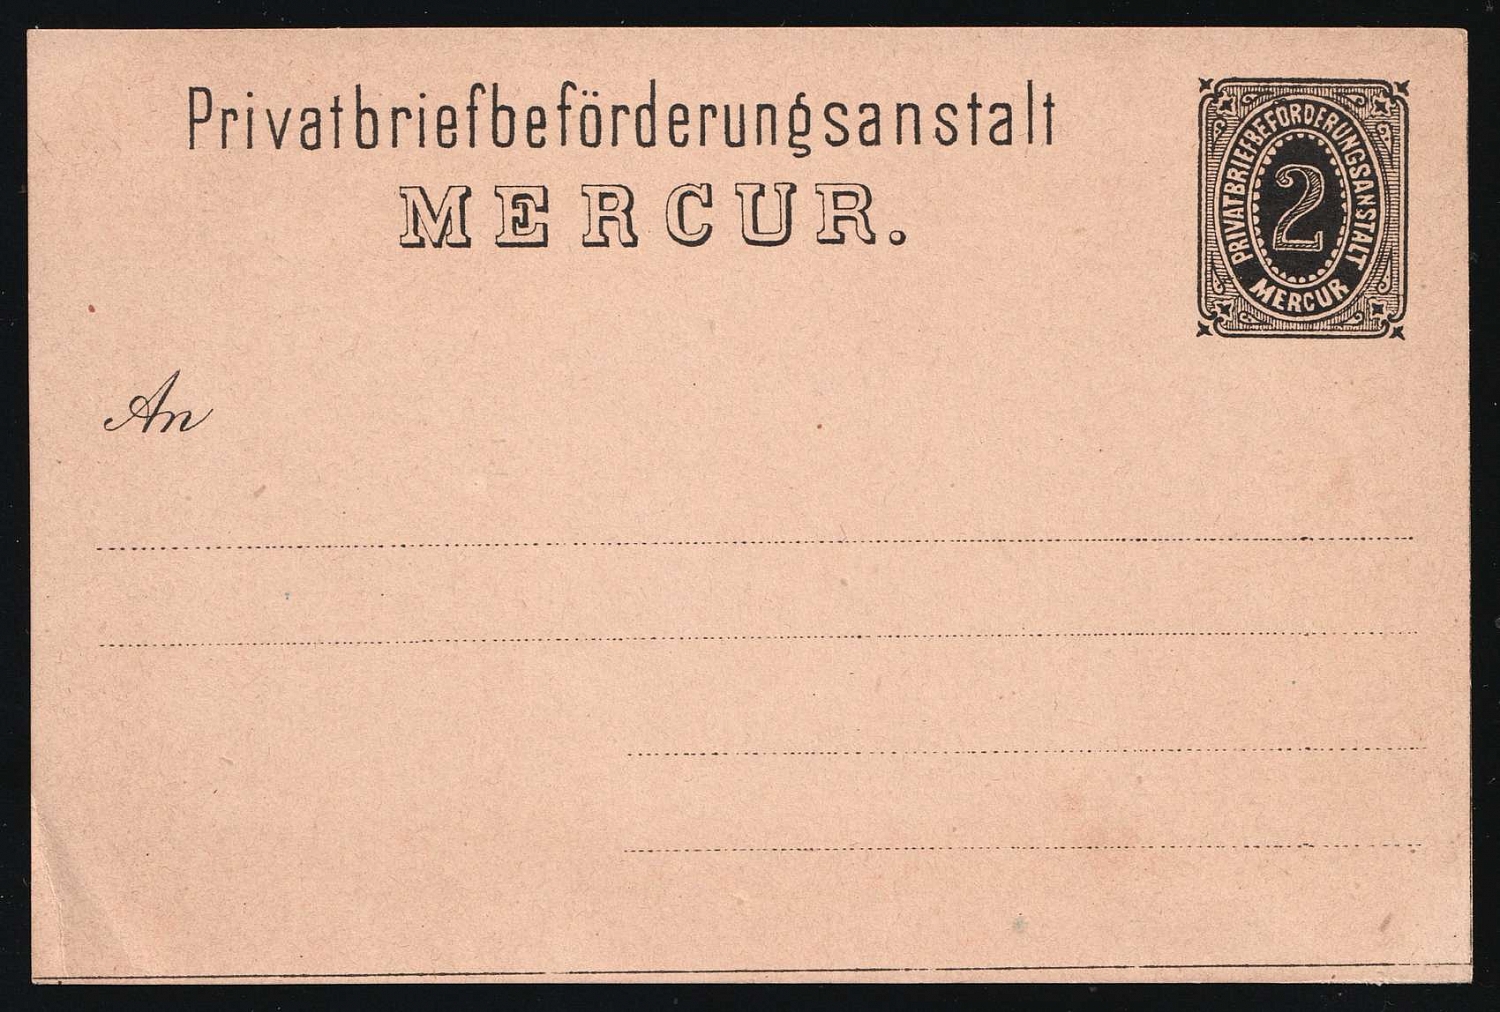 Privatbriefbeförderungsanstalt
MERCUR.
PRIVATBRIEFBEFÖRDERUNGSANSTALT
2
MERCUR
An